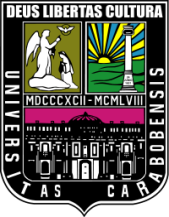 DEUS LIBERTAS CULTURA
MDCCCXCII - MCMLVIII
UNIVERSITAS CARABOBENSIS